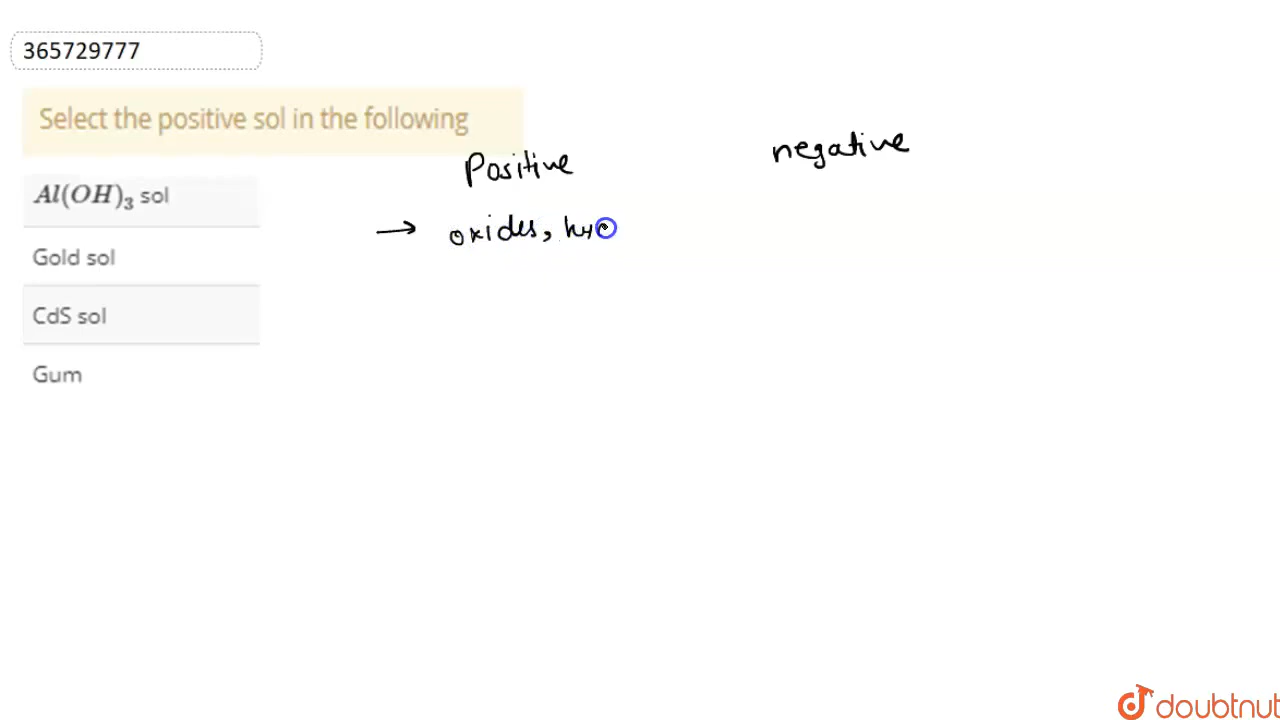 365729777
Select the positive sol in the following
Positive
negative
Al(OH)₃ sol
→ oxides, hyd
Gold sol
CdS sol
Gum
doubtnut